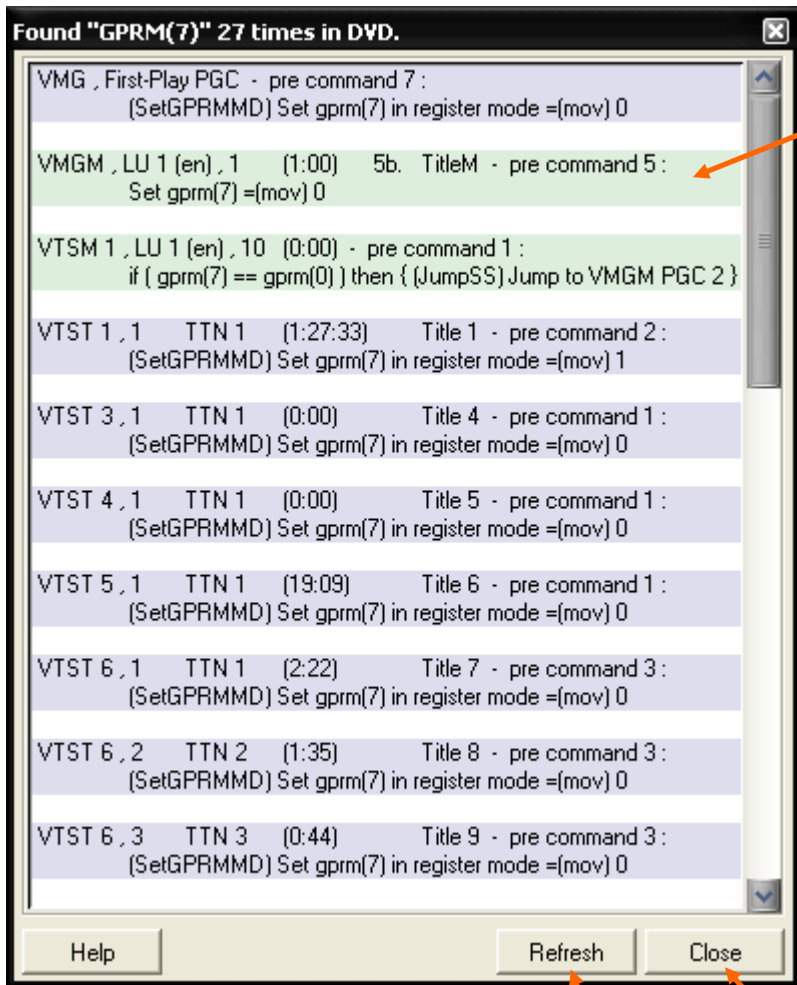 Found "GPRM(7)" 27 times in DVD.
VMG , First-Play PGC - pre command 7 :
(SetGPRMMD) Set gprm(7) in register mode =(mov) 0
VMGM , LU 1 (en) , 1 (1:00) 5b. TitleM - pre command 5 :
Set gprm(7) =(mov) 0
VTSM 1 , LU 1 (en) , 10 (0:00) - pre command 1 :
if ( gprm(7) == gprm(0) ) then { (JumpSS) Jump to VMGM PGC 2 }
VTST 1 , 1 TTN 1 (1:27:33) Title 1 - pre command 2 :
(SetGPRMMD) Set gprm(7) in register mode =(mov) 1
VTST 3 , 1 TTN 1 (0:00) Title 4 - pre command 1 :
(SetGPRMMD) Set gprm(7) in register mode =(mov) 0
VTST 4 , 1 TTN 1 (0:00) Title 5 - pre command 1 :
(SetGPRMMD) Set gprm(7) in register mode =(mov) 0
VTST 5 , 1 TTN 1 (19:09) Title 6 - pre command 1 :
(SetGPRMMD) Set gprm(7) in register mode =(mov) 0
VTST 6 , 1 TTN 1 (2:22) Title 7 - pre command 3 :
(SetGPRMMD) Set gprm(7) in register mode =(mov) 0
VTST 6 , 2 TTN 2 (1:35) Title 8 - pre command 3 :
(SetGPRMMD) Set gprm(7) in register mode =(mov) 0
VTST 6 , 3 TTN 3 (0:44) Title 9 - pre command 3 :
(SetGPRMMD) Set gprm(7) in register mode =(mov) 0
Help Refresh Close